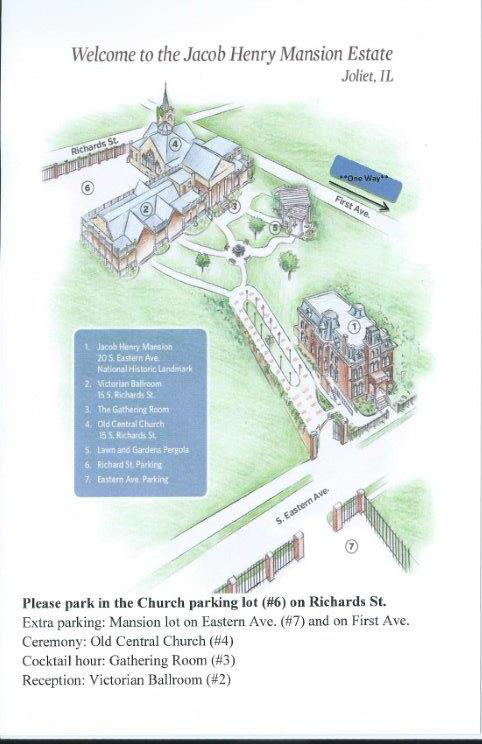 Welcome to the Jacob Henry Mansion Estate
Joliet, IL
Richards St.
4
6
**One Way**
2
3
First Ave.
5
1
1. Jacob Henry Mansion
20 S. Eastern Ave.
National Historic Landmark
2. Victorian Ballroom
15 S. Richards St.
3. The Gathering Room
4. Old Central Church
15 S. Richards St.
5. Lawn and Gardens Pergola
6. Richard St. Parking
7. Eastern Ave. Parking
S. Eastern Ave.
7
Please park in the Church parking lot (#6) on Richards St.
Extra parking: Mansion lot on Eastern Ave. (#7) and on First Ave.
Ceremony: Old Central Church (#4)
Cocktail hour: Gathering Room (#3)
Reception: Victorian Ballroom (#2)